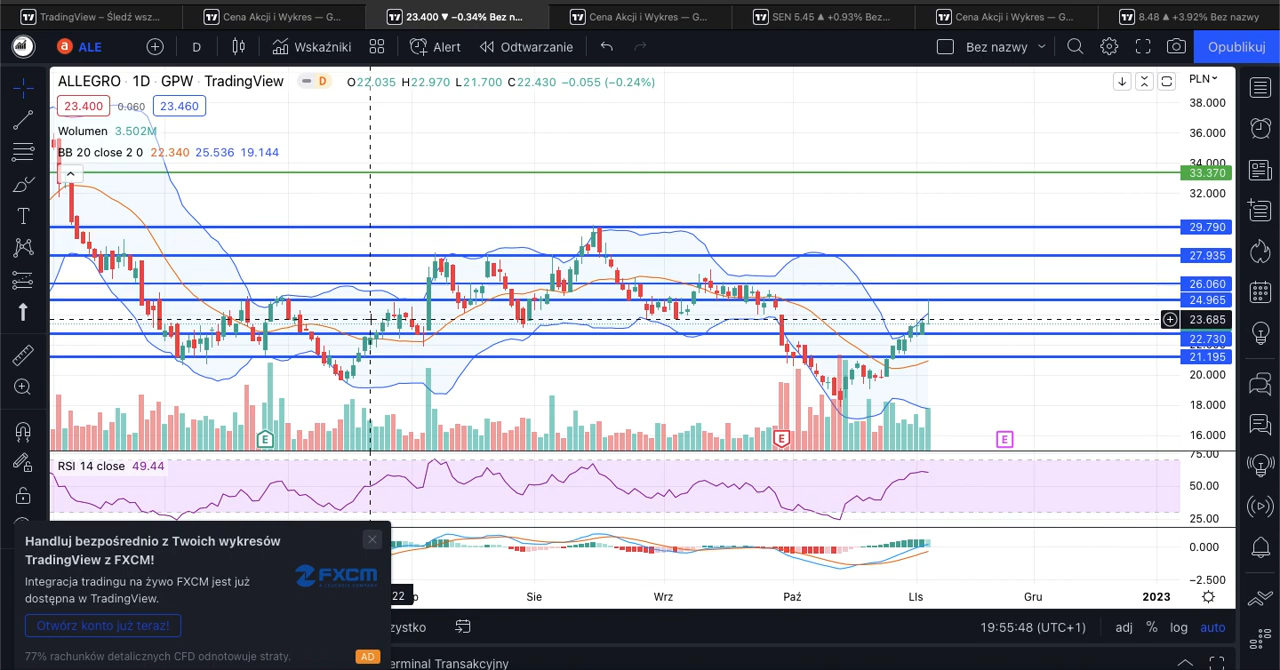 TradingView – Śledź wsz...
Cena Akcji i Wykres — G...
23.400 ▼ −0.34% Bez n...
Cena Akcji i Wykres — G...
SEN 5.45 ▲ +0.93% Bez...
Cena Akcji i Wykres — G...
8.48 ▲ +3.92% Bez nazwy
a ALE
D
Wskaźniki
Alert
Odtwarzanie
Bez nazwy
Opublikuj
ALLEGRO · 1D · GPW · TradingView
D
O22.035 H22.970 L21.700 C22.430 −0.055 (−0.24%)
PLN
23.400 0.060 23.460
Wolumen 3.502M
BB 20 close 2 0 22.340 25.536 19.144
38.000
36.000
34.000
33.370
32.000
29.790
27.935
26.060
24.965
23.685
22.730
21.195
20.000
18.000
16.000
E
E
E
RSI 14 close 49.44
75.00
50.00
25.00
0.000
−2.500
Handluj bezpośrednio z Twoich wykresów
TradingView z FXCM!
Integracja tradingu na żywo FXCM jest już
dostępna w TradingView.
FXCM
Otwórz konto już teraz!
77% rachunków detalicznych CFD odnotowuje straty.
AD
22
Sie
Wrz
Paź
LIs
Gru
2023
zystko
19:55:48 (UTC+1)
adj
%
log
auto
erminal Transakcyjny